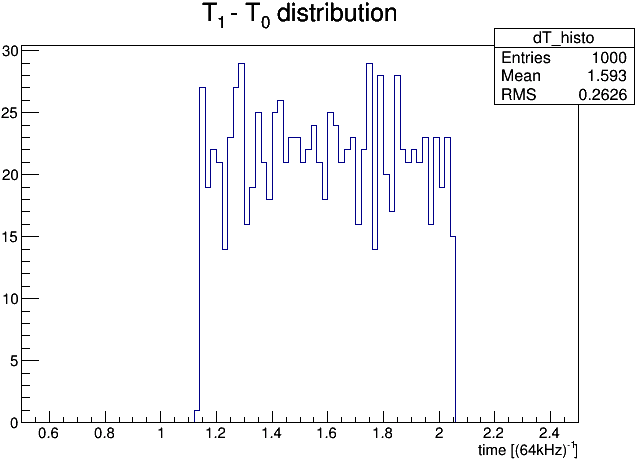 T1 - T0 distribution
dT_histo
Entries 1000
Mean 1.593
RMS 0.2626
30
25
20
15
10
5
0
0.6 0.8 1 1.2 1.4 1.6 1.8 2 2.2 2.4
time [(64kHz)-1]